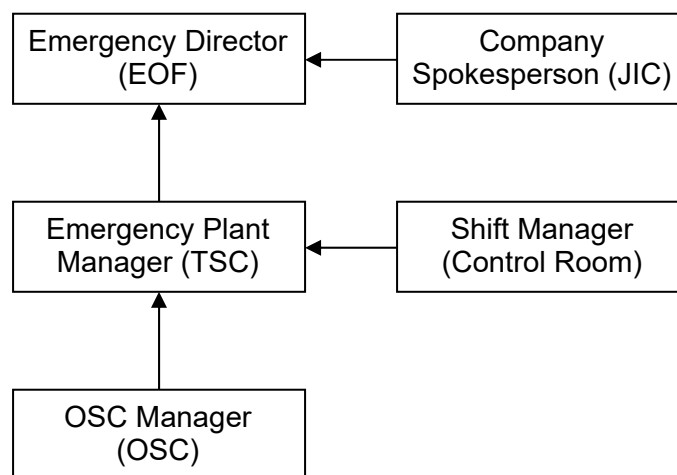 Emergency Director
(EOF)
Company
Spokesperson (JIC)
Emergency Plant
Manager (TSC)
Shift Manager
(Control Room)
OSC Manager
(OSC)